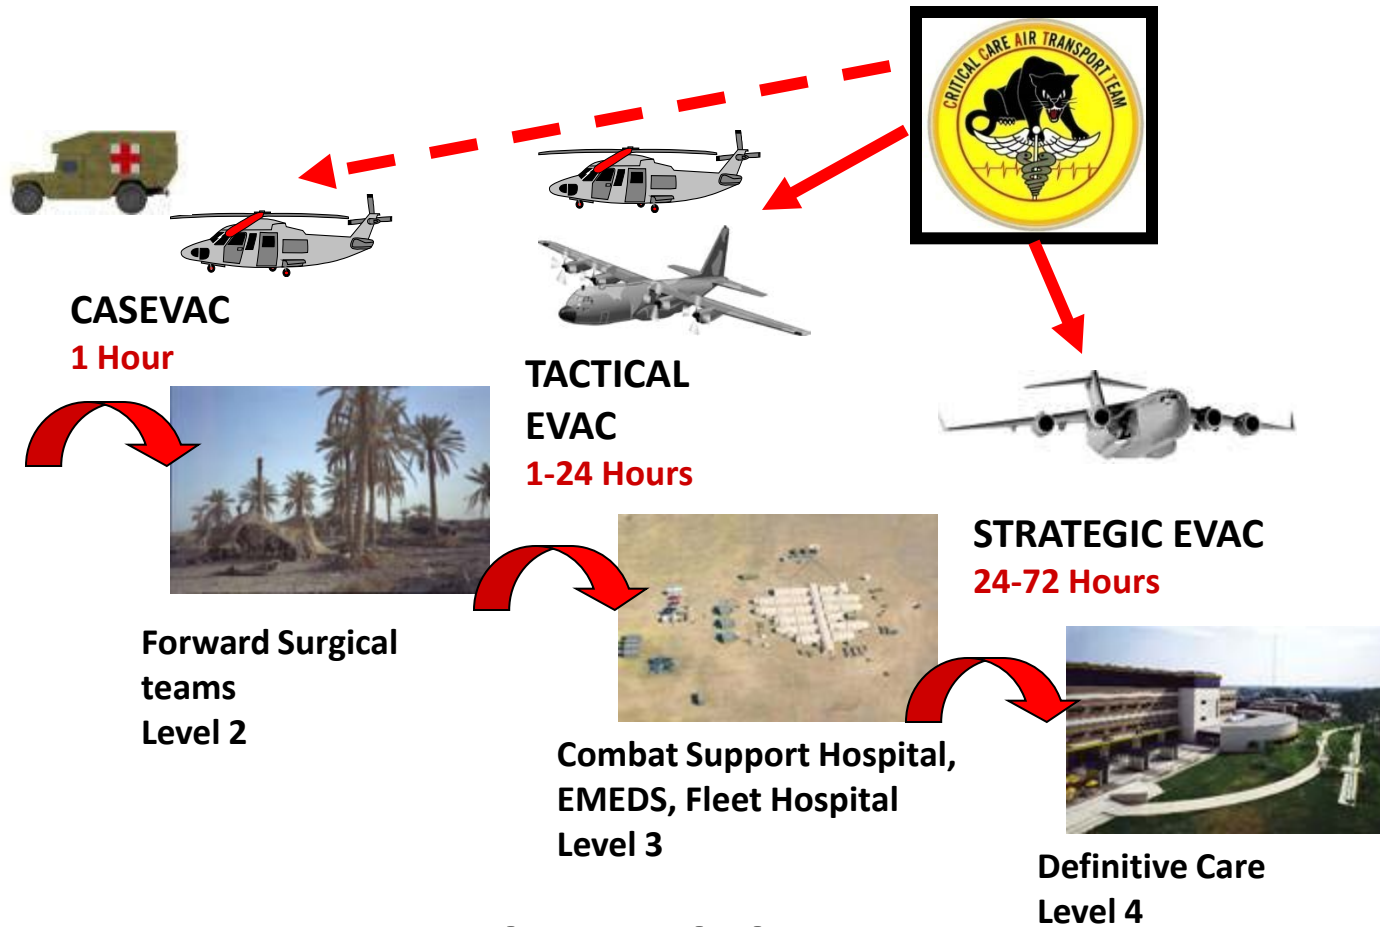 CRITICAL CARE AIR TRANSPORT TEAM
CASEVAC
1 Hour
TACTICAL
EVAC
1-24 Hours
STRATEGIC EVAC
24-72 Hours
Forward Surgical
teams
Level 2
Combat Support Hospital,
EMEDS, Fleet Hospital
Level 3
Definitive Care
Level 4